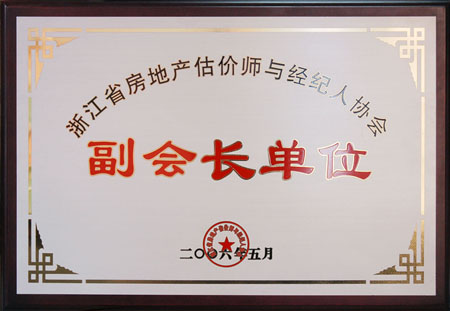 浙江省房地产估价师与经纪人协会
副会长单位
二〇〇六年五月